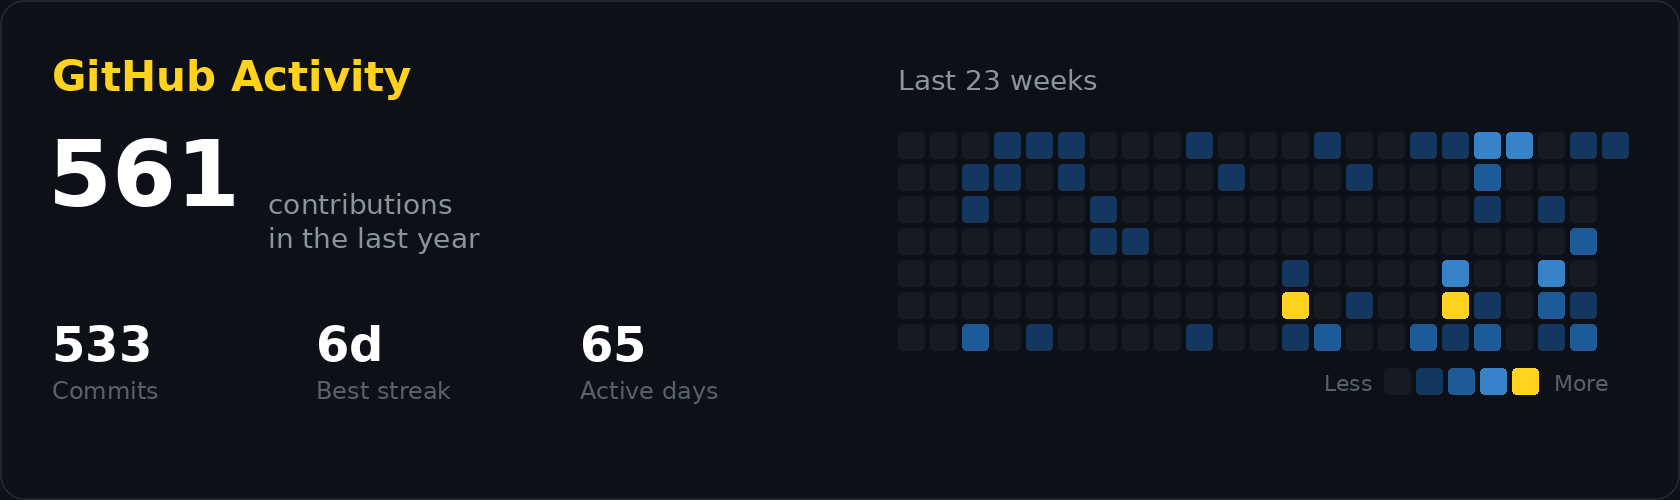 GitHub Activity
561
contributions
in the last year
533
Commits
6d
Best streak
65
Active days
Last 23 weeks
Less
More